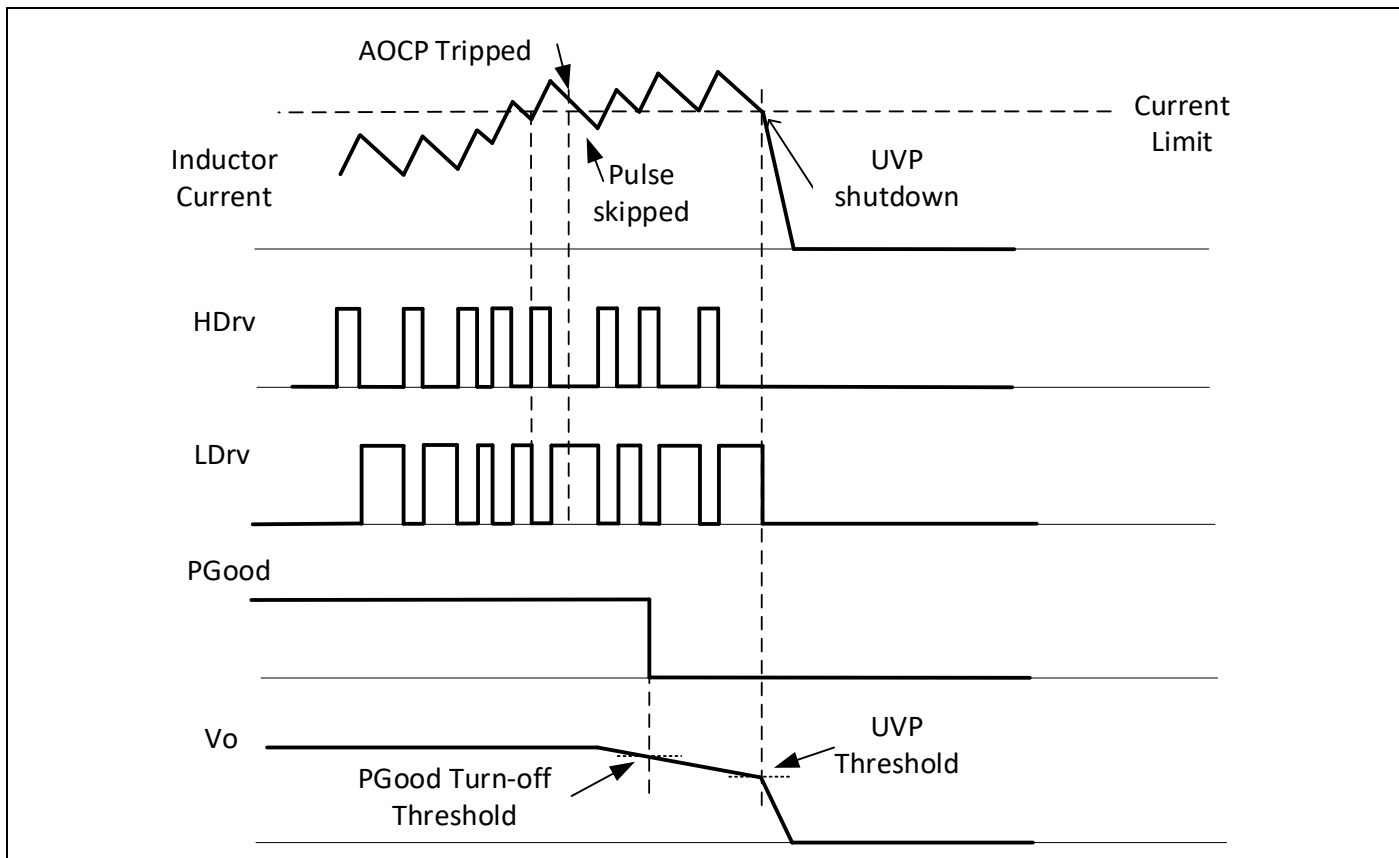 AOCP Tripped
Current
Limit
Inductor
Current
Pulse
skipped
UVP
shutdown
HDrv
LDrv
PGood
Vo
PGood Turn-off
Threshold
UVP
Threshold